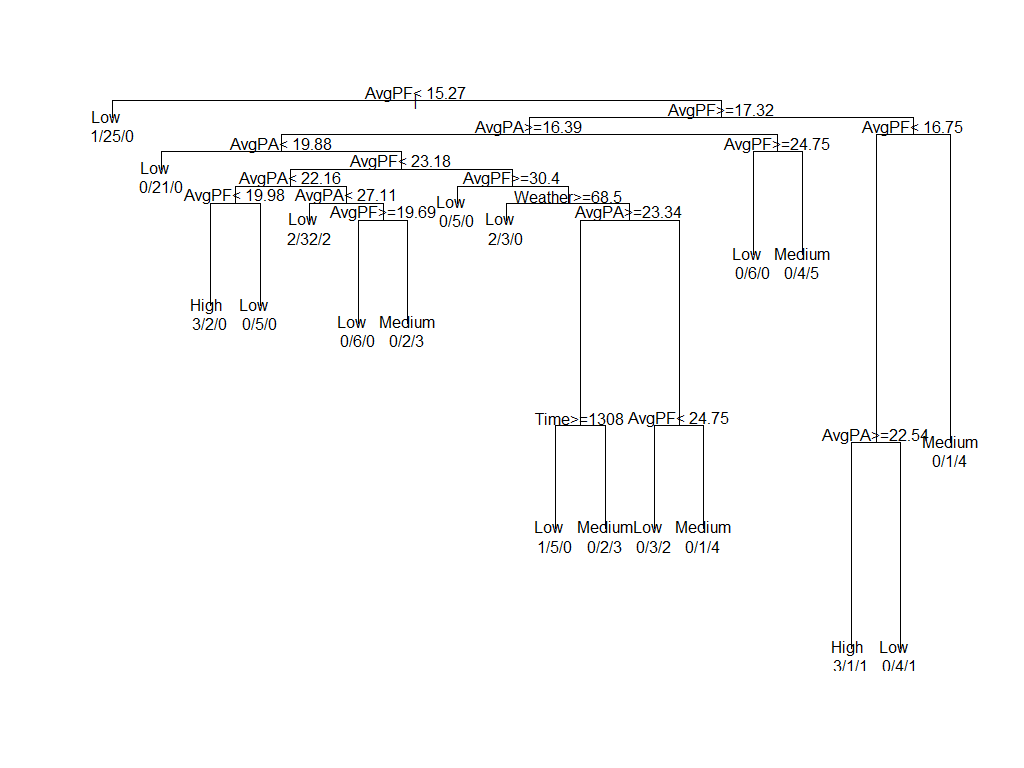 AvgPF< 15.27
AvgPF>=17.32
Low
1/25/0
AvgPA>=16.39
AvgPF< 16.75
AvgPA< 19.88
AvgPF>=24.75
Low
0/21/0
AvgPF< 23.18
AvgPA< 22.16
AvgPF>=30.4
AvgPF< 19.98
AvgPA< 27.11
Low
0/5/0
Weather>=68.5
Low
2/32/2
AvgPF>=19.69
Low
2/3/0
AvgPA>=23.34
Low
0/6/0
Medium
0/4/5
High
3/2/0
Low
0/5/0
Low
0/6/0
Medium
0/2/3
Time>=1308
AvgPF< 24.75
AvgPA>=22.54
Medium
0/1/4
Low
1/5/0
Medium
0/2/3
Low
0/3/2
Medium
0/1/4
High
3/1/1
Low
0/4/1